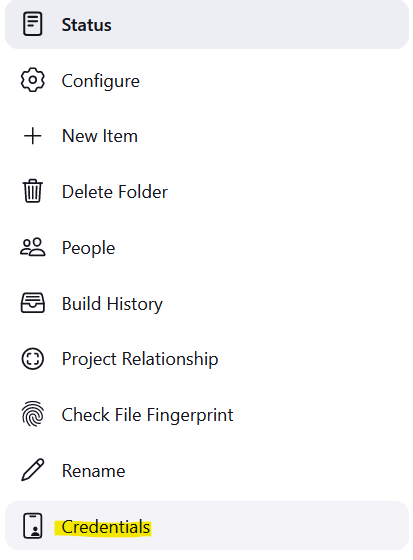 Status
Configure
New Item
Delete Folder
People
Build History
Project Relationship
Check File Fingerprint
Rename
Credentials